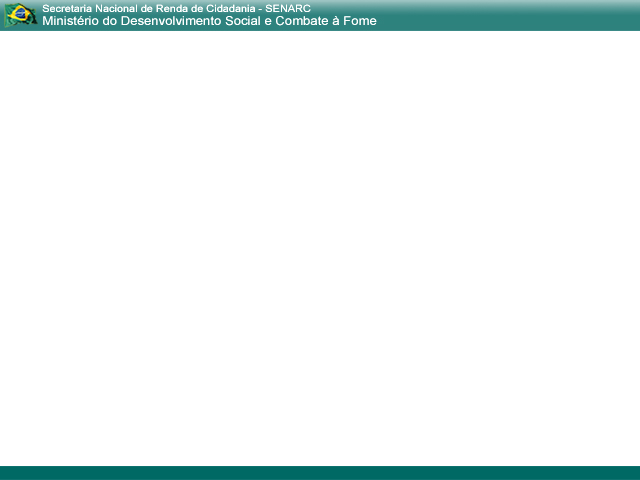 Secretaria Nacional de Renda de Cidadania - SENARC
Ministério do Desenvolvimento Social e Combate à Fome